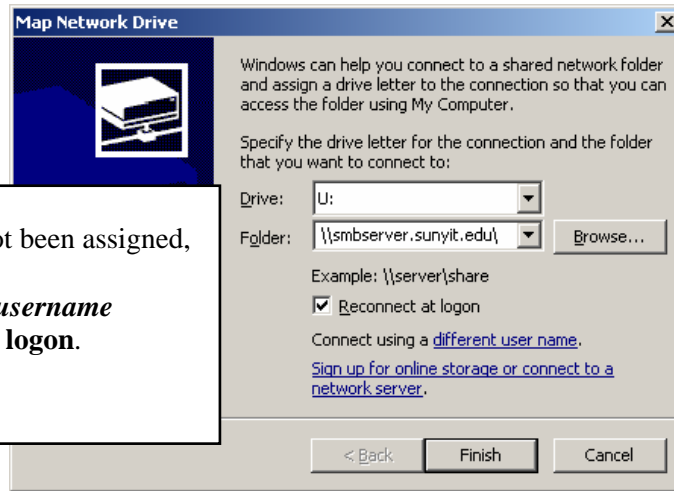 Map Network Drive
Windows can help you connect to a shared network folder
and assign a drive letter to the connection so that you can
access the folder using My Computer.
Specify the drive letter for the connection and the folder
that you want to connect to:
Drive: U:
Folder: \\smbserver.sunyit.edu\ Browse...
Example: \\server\share
Reconnect at logon
Connect using a different user name.
Sign up for online storage or connect to a
network server.
< Back Finish Cancel
been assigned,
username
logon.